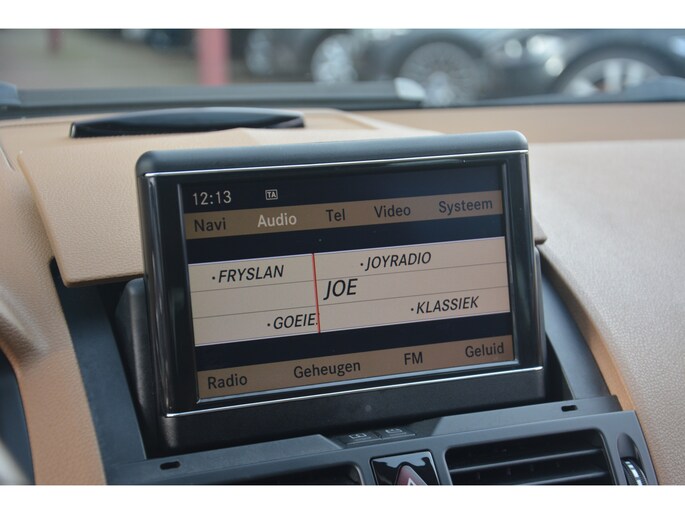 12:13 TA
Navi Audio Tel Video Systeem
·FRYSLAN ·JOYRADIO
JOE
·GOEIE ·KLASSIEK
Radio Geheugen FM Geluid